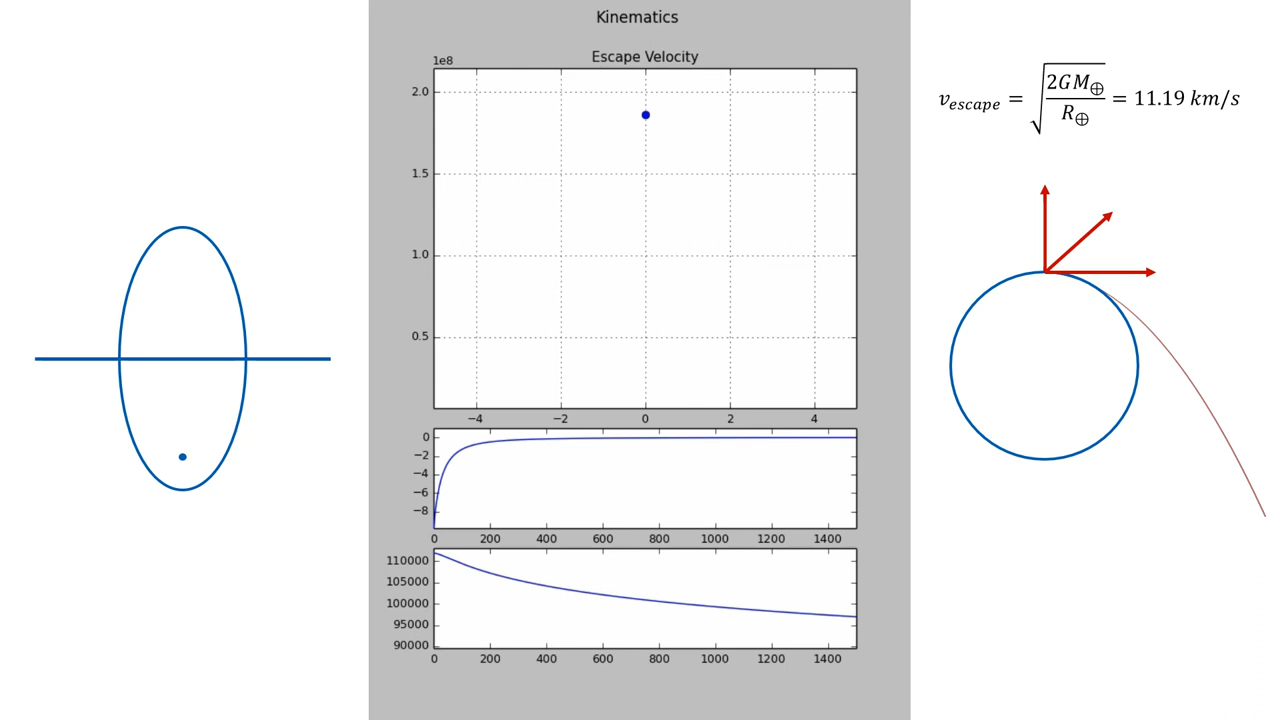 Kinematics
Escape Velocity
1e8
2.0
1.5
1.0
0.5
−4 −2 0 2 4
0
−2
−4
−6
−8
0 200 400 600 800 1000 1200 1400
110000
105000
100000
95000
90000
0 200 400 600 800 1000 1200 1400
v_escape = √(2GM⊕/R⊕) = 11.19 km/s